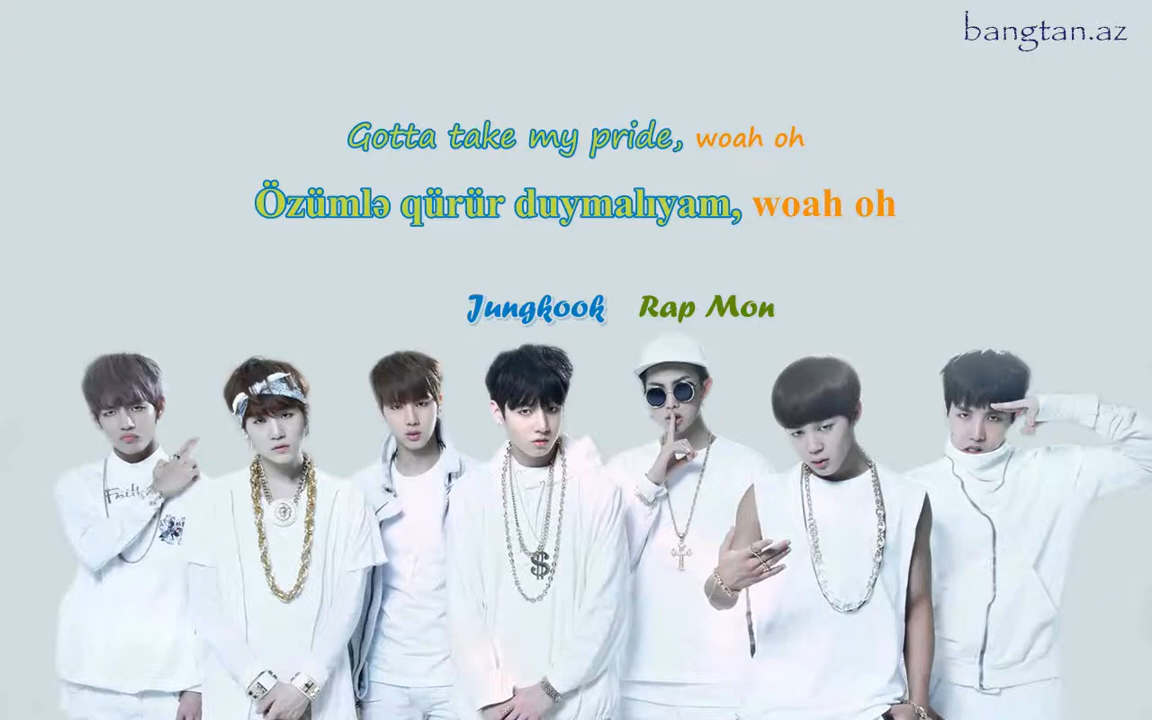 bangtan.az
Gotta take my pride, woah oh
Özümlə qürür duymalıyam, woah oh
Jungkook Rap Mon